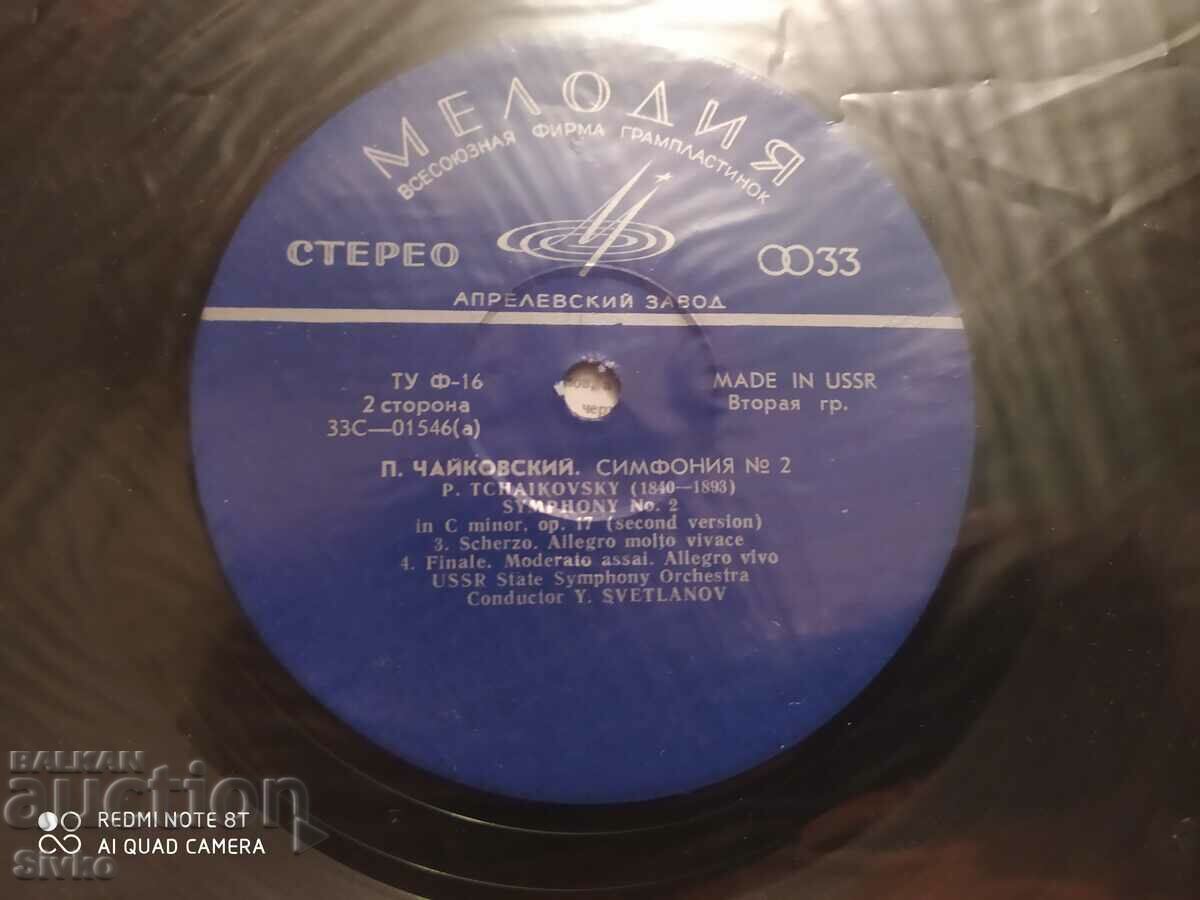 МЕЛОДИЯ
ВСЕСОЮЗНАЯ ФИРМА ГРАМПЛАСТИНОК
СТЕРЕО
33
АПРЕЛЕВСКИЙ ЗАВОД
ТУ Ф-16
2 сторона
33С—01546(а)
MADE IN USSR
Вторая гр.
П. ЧАЙКОВСКИЙ. СИМФОНИЯ № 2
P. TCHAIKOVSKY (1840—1893)
SYMPHONY No. 2
in C minor, op. 17 (second version)
3. Scherzo. Allegro molto vivace
4. Finale. Moderato assai. Allegro vivo
USSR State Symphony Orchestra
Conductor Y. SVETLANOV
BALKAN
auction
REDMI NOTE 8T
AI QUAD CAMERA
Sivko